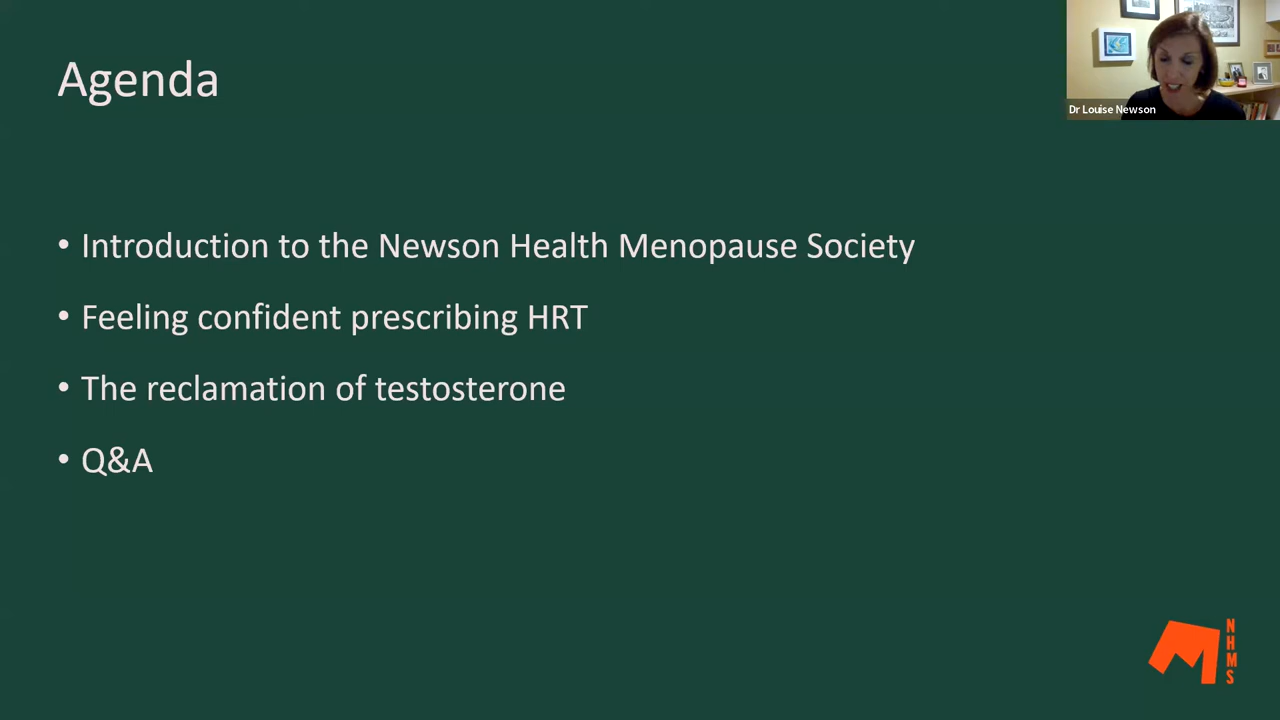 Agenda
Dr Louise Newson
• Introduction to the Newson Health Menopause Society
• Feeling confident prescribing HRT
• The reclamation of testosterone
• Q&A
NHMS